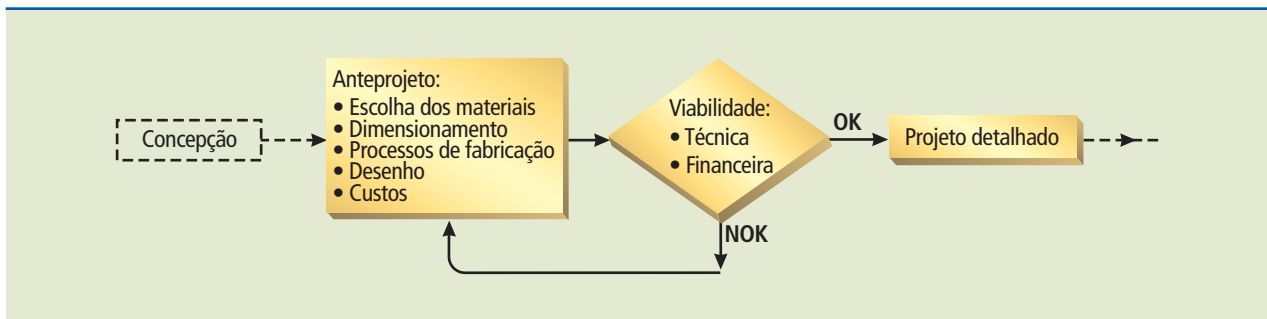 Concepção
Anteprojeto:
• Escolha dos materiais
• Dimensionamento
• Processos de fabricação
• Desenho
• Custos
Viabilidade:
• Técnica
• Financeira
OK
NOK
Projeto detalhado